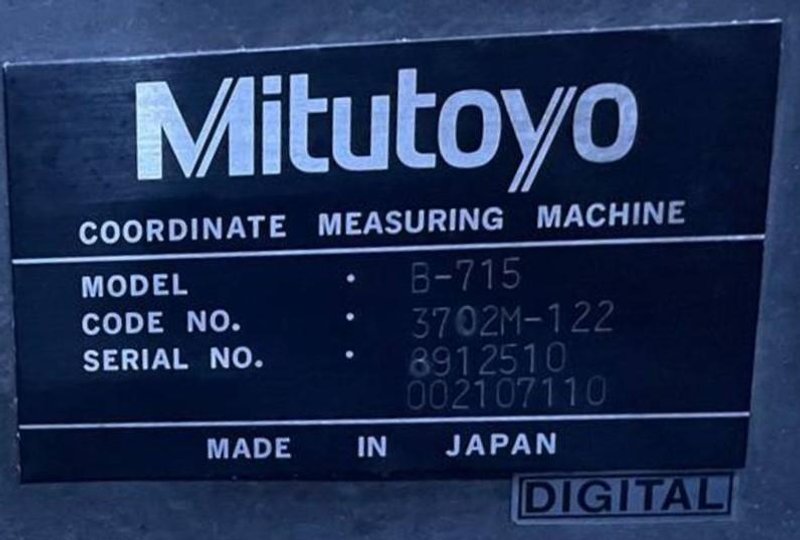 Mitutoyo
COORDINATE MEASURING MACHINE
MODEL · B-715
CODE NO. · 3702M-122
SERIAL NO. · 8912510
002107110
MADE IN JAPAN
DIGITAL